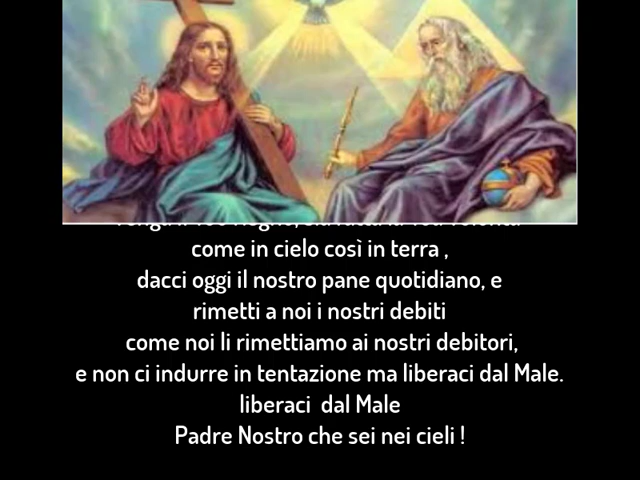 come in cielo così in terra ,
dacci oggi il nostro pane quotidiano, e
rimetti a noi i nostri debiti
come noi li rimettiamo ai nostri debitori,
e non ci indurre in tentazione ma liberaci dal Male.
liberaci  dal Male
Padre Nostro che sei nei cieli !